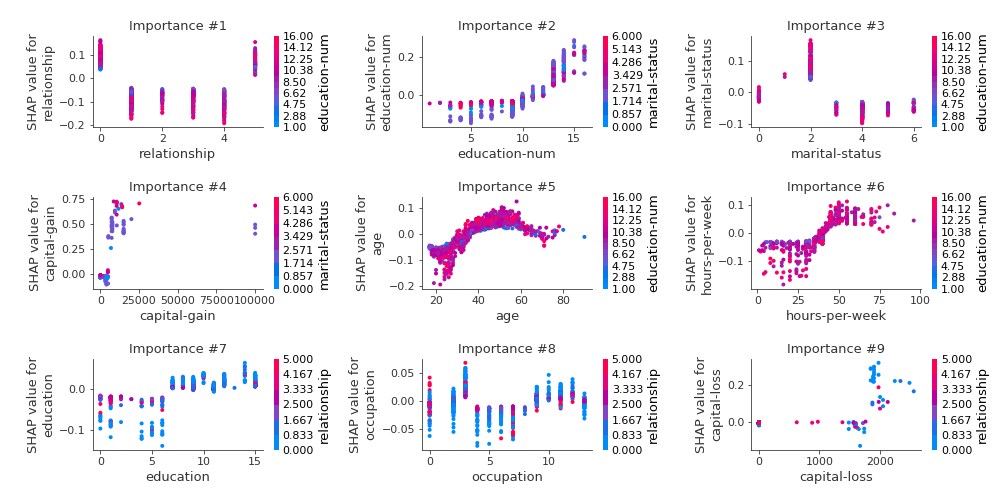 Importance #1
0.1
0.0
−0.1
−0.2
0
2
4
relationship
SHAP value for
relationship
16.00
14.12
12.25
10.38
8.50
6.62
4.75
2.88
1.00
education-num
Importance #2
0.2
0.0
5
10
15
education-num
SHAP value for
education-num
6.000
5.143
4.286
3.429
2.571
1.714
0.857
0.000
marital-status
Importance #3
0.1
0.0
−0.1
0
2
4
6
marital-status
SHAP value for
marital-status
16.00
14.12
12.25
10.38
8.50
6.62
4.75
2.88
1.00
education-num
Importance #4
0.75
0.50
0.25
0.00
0
25000
50000
75000
100000
capital-gain
SHAP value for
capital-gain
6.000
5.143
4.286
3.429
2.571
1.714
0.857
0.000
marital-status
Importance #5
0.1
0.0
−0.1
−0.2
20
40
60
80
age
SHAP value for
age
16.00
14.12
12.25
10.38
8.50
6.62
4.75
2.88
1.00
education-num
Importance #6
0.1
0.0
−0.1
0
25
50
75
100
hours-per-week
SHAP value for
hours-per-week
16.00
14.12
12.25
10.38
8.50
6.62
4.75
2.88
1.00
education-num
Importance #7
0.0
−0.1
0
5
10
15
education
SHAP value for
education
5.000
4.167
3.333
2.500
1.667
0.833
0.000
relationship
Importance #8
0.05
0.00
−0.05
0
5
10
occupation
SHAP value for
occupation
5.000
4.167
3.333
2.500
1.667
0.833
0.000
relationship
Importance #9
0.2
0.0
0
1000
2000
capital-loss
SHAP value for
capital-loss
5.000
4.167
3.333
2.500
1.667
0.833
0.000
relationship